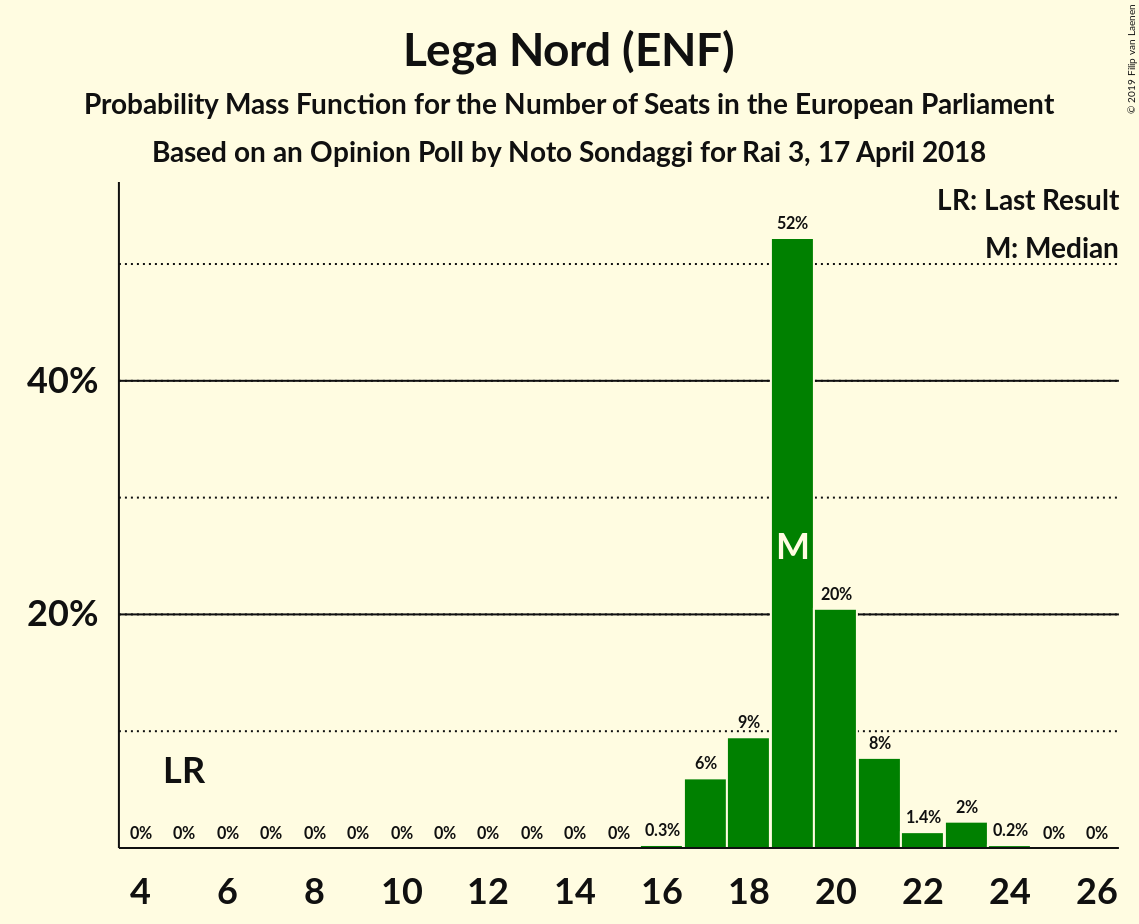 Lega Nord (ENF)
Probability Mass Function for the Number of Seats in the European Parliament
Based on an Opinion Poll by Noto Sondaggi for Rai 3, 17 April 2018
© 2019 Filip van Laenen
LR: Last Result
M: Median
52%
40%
M
20%
20%
9%
8%
6%
LR
2%
1.4%
0% 0% 0% 0% 0% 0% 0% 0% 0% 0% 0% 0% 0.3% 0.2% 0% 0%
4 6 8 10 12 14 16 18 20 22 24 26